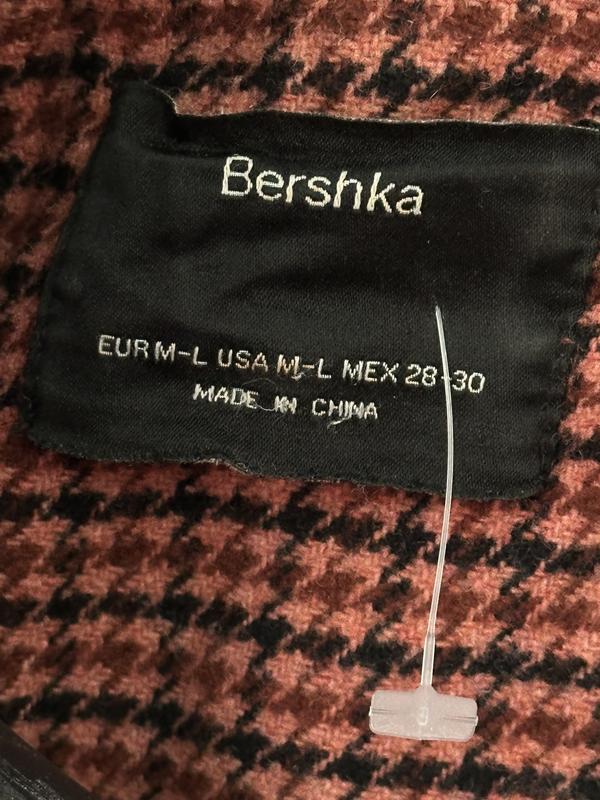 Bershka
EUR M-L USA M-L MEX 28-30
MADE IN CHINA